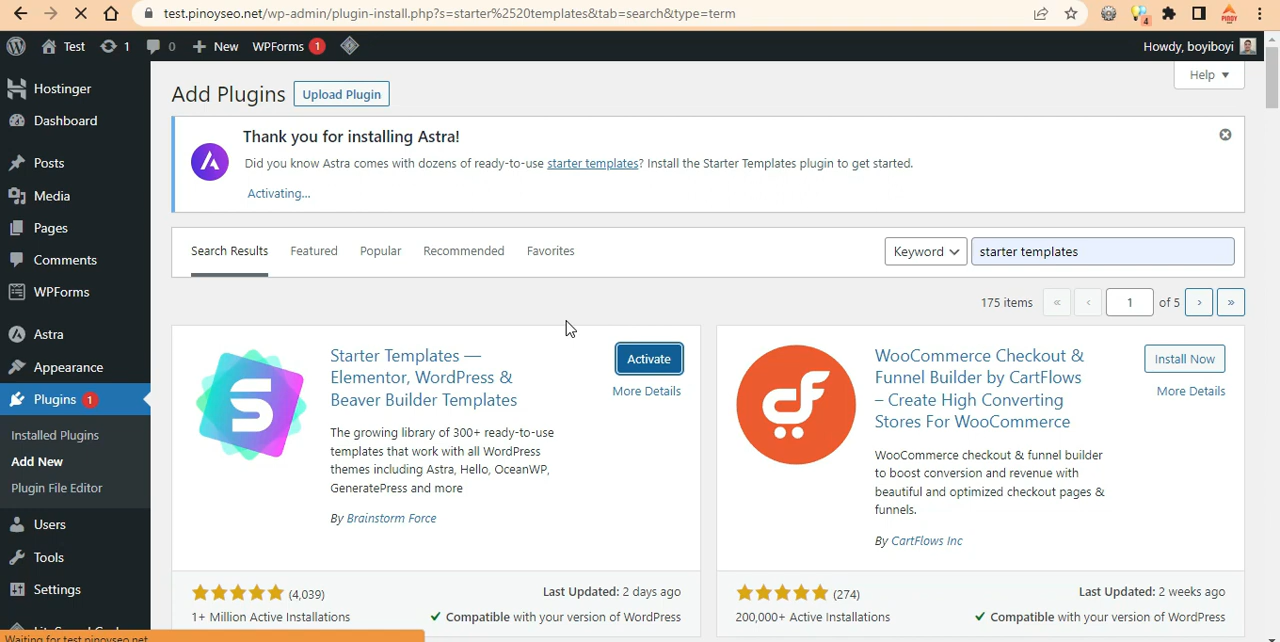 test.pinoyseo.net/wp-admin/plugin-install.php?s=starter%2520templates&tab=search&type=term
4
PINOY
Test
1
0
New
WPForms 1
Howdy, boyiboyi
Hostinger
Dashboard
Posts
Media
Pages
Comments
WPForms
Astra
Appearance
Plugins 1
Installed Plugins
Add New
Plugin File Editor
Users
Tools
Settings
Waiting for test.pinoyseo.net
Help
Add Plugins
Upload Plugin
Thank you for installing Astra!
Did you know Astra comes with dozens of ready-to-use starter templates? Install the Starter Templates plugin to get started.
Activating...
Search Results
Featured
Popular
Recommended
Favorites
Keyword
starter templates
175 items
«
‹
1
of 5
›
»
Starter Templates —
Elementor, WordPress &
Beaver Builder Templates
Activate
More Details
The growing library of 300+ ready-to-use
templates that work with all WordPress
themes including Astra, Hello, OceanWP,
GeneratePress and more
By Brainstorm Force
(4,039)
Last Updated: 2 days ago
1+ Million Active Installations
Compatible with your version of WordPress
WooCommerce Checkout &
Funnel Builder by CartFlows
– Create High Converting
Stores For WooCommerce
Install Now
More Details
WooCommerce checkout & funnel builder
to boost conversion and revenue with
beautiful and optimized checkout pages &
funnels.
By CartFlows Inc
(274)
Last Updated: 2 weeks ago
200,000+ Active Installations
Compatible with your version of WordPress